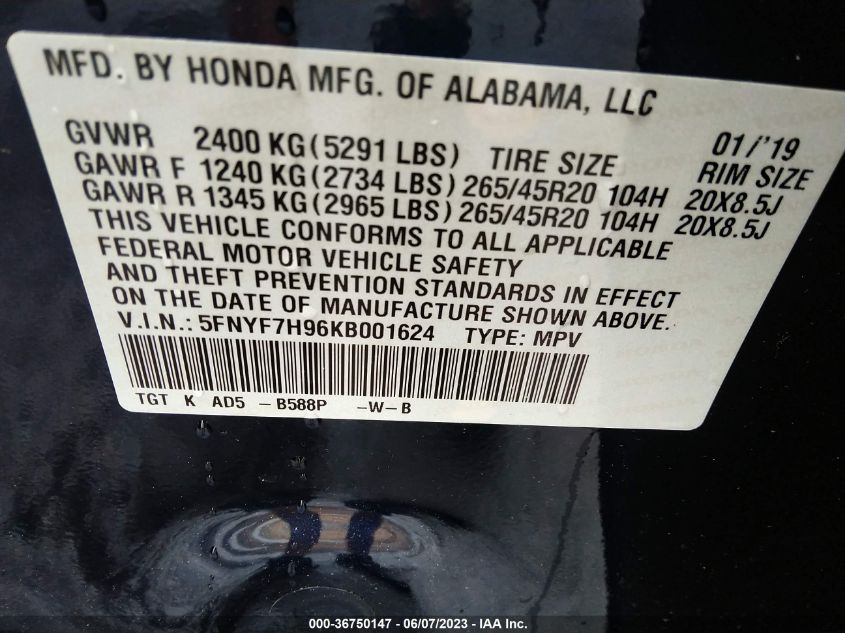 MFD. BY HONDA MFG. OF ALABAMA, LLC
GVWR 2400 KG(5291 LBS) TIRE SIZE 01/'19 RIM SIZE
GAWR F 1240 KG(2734 LBS) 265/45R20 104H 20X8.5J
GAWR R 1345 KG(2965 LBS) 265/45R20 104H 20X8.5J
THIS VEHICLE CONFORMS TO ALL APPLICABLE
FEDERAL MOTOR VEHICLE SAFETY
AND THEFT PREVENTION STANDARDS IN EFFECT
ON THE DATE OF MANUFACTURE SHOWN ABOVE.
V.I.N.: 5FNYF7H96KB001624 TYPE: MPV
TGT K AD5 -B588P -W-B
000-36750147 - 06/07/2023 - IAA Inc.